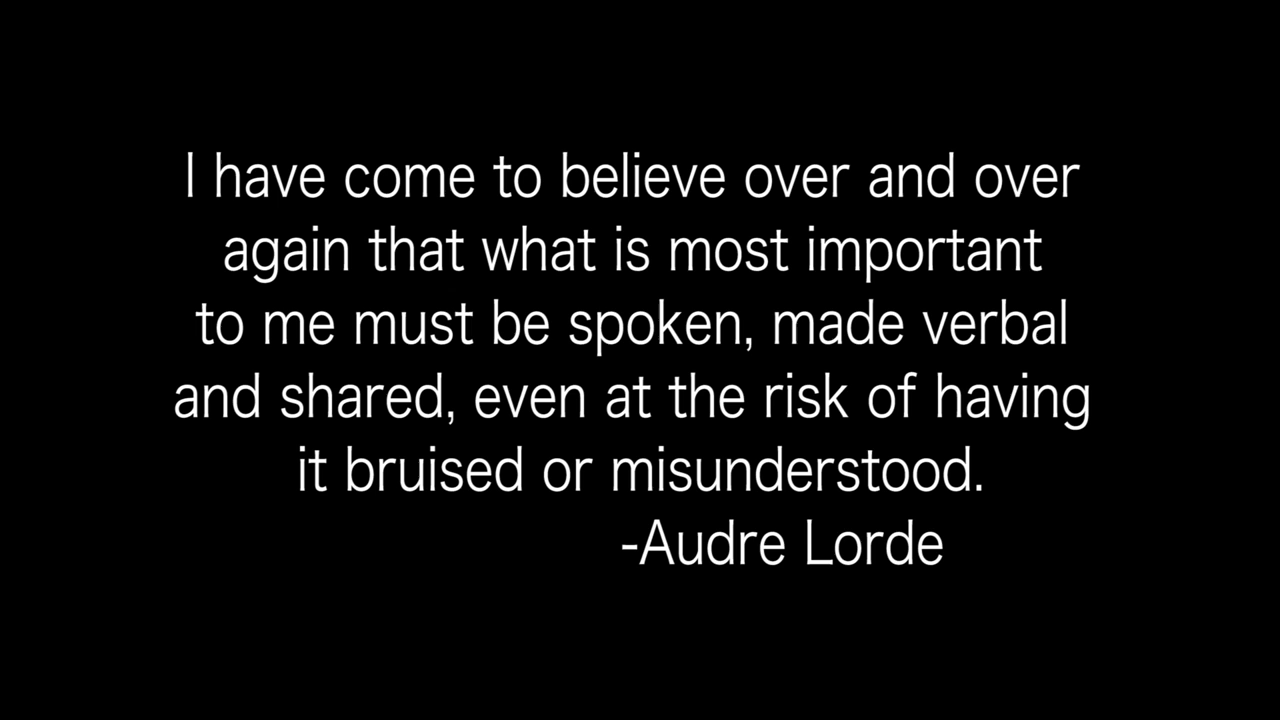 I have come to believe over and over
again that what is most important
to me must be spoken, made verbal
and shared, even at the risk of having
it bruised or misunderstood.
-Audre Lorde